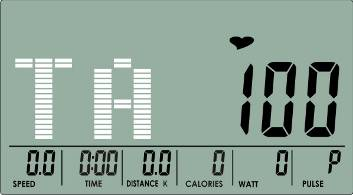 TA 100
0.0 0:00 0.0 0 0 P
SPEED TIME DISTANCE K CALORIES WATT PULSE